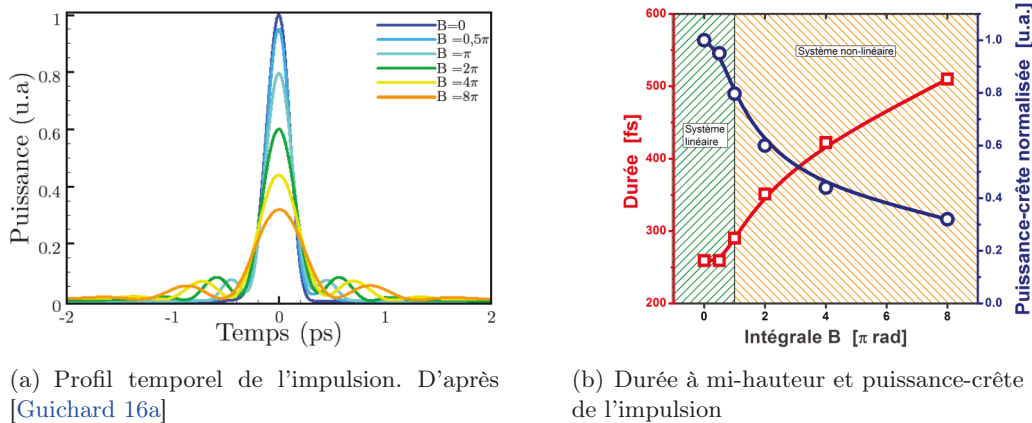 B=0
B =0,5π
B =π
B =2π
B =4π
B =8π
Puissance (u.a)
1
0.8
0.6
0.4
0.2
0
-2
-1
0
1
2
Temps (ps)
(a) Profil temporel de l'impulsion. D'après
[Guichard 16a]
600
500
400
300
200
Durée [fs]
Système
linéaire
Système non-linéaire
1.0
0.8
0.6
0.4
0.2
0.0
Puissance-crête normalisée [u.a.]
0
2
4
6
8
Intégrale B [π rad]
(b) Durée à mi-hauteur et puissance-crête
de l'impulsion